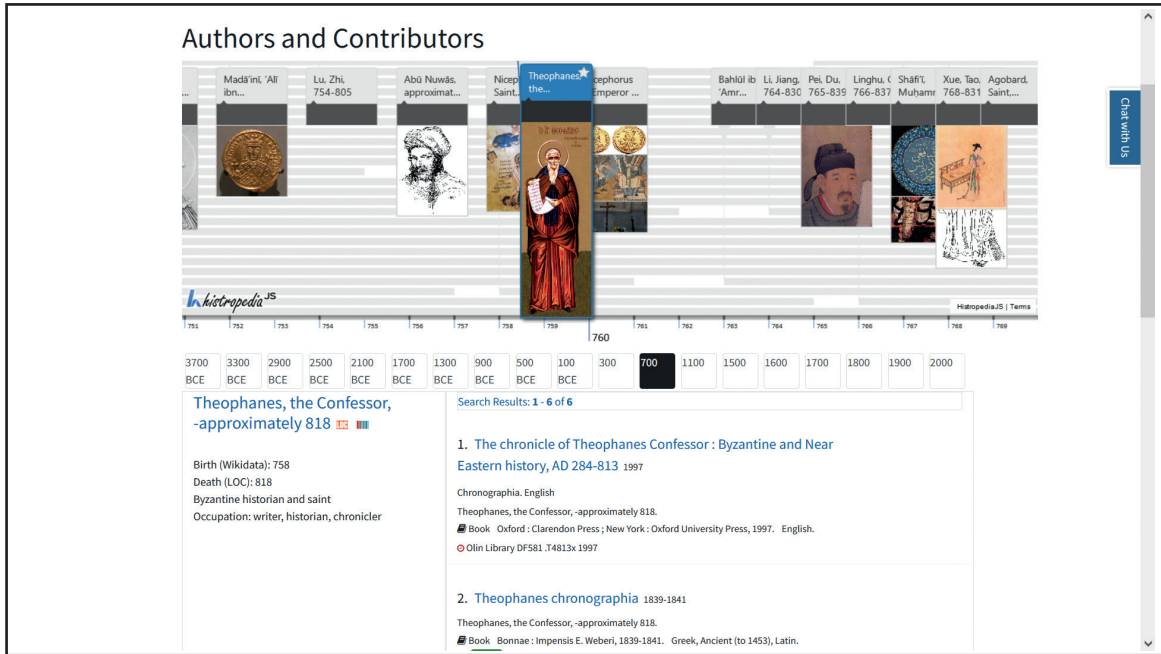 Authors and Contributors
...
Madā'inī, 'Alī
ibn...
Lu, Zhi,
754-805
Abū Nuwās,
approximat...
Nicep
Saint,
Theophanes,
the...
cephorus
Emperor ...
Bahlūl ib
'Amr...
Li, Jiang,
764-830
Pei, Du,
765-839
Linghu, C
766-837
Shāfi'ī,
Muḥamm
Xue, Tao,
768-831
Agobard,
Saint,...
Chat with Us
histropedia JS
HistropediaJS | Terms
751 752 753 754 755 756 757 758 759 760 761 762 763 764 765 766 767 768 769
3700 BCE
3300 BCE
2900 BCE
2500 BCE
2100 BCE
1700 BCE
1300 BCE
900 BCE
500 BCE
100 BCE
300
700
1100
1500
1600
1700
1800
1900
2000
Theophanes, the Confessor,
-approximately 818 LOC
Birth (Wikidata): 758
Death (LOC): 818
Byzantine historian and saint
Occupation: writer, historian, chronicler
Search Results: 1 - 6 of 6
1. The chronicle of Theophanes Confessor : Byzantine and Near
Eastern history, AD 284-813 1997
Chronographia. English
Theophanes, the Confessor, -approximately 818.
Book Oxford : Clarendon Press ; New York : Oxford University Press, 1997. English.
Olin Library DF581 .T4813x 1997
2. Theophanes chronographia 1839-1841
Theophanes, the Confessor, -approximately 818.
Book Bonnae : Impensis E. Weberi, 1839-1841. Greek, Ancient (to 1453), Latin.